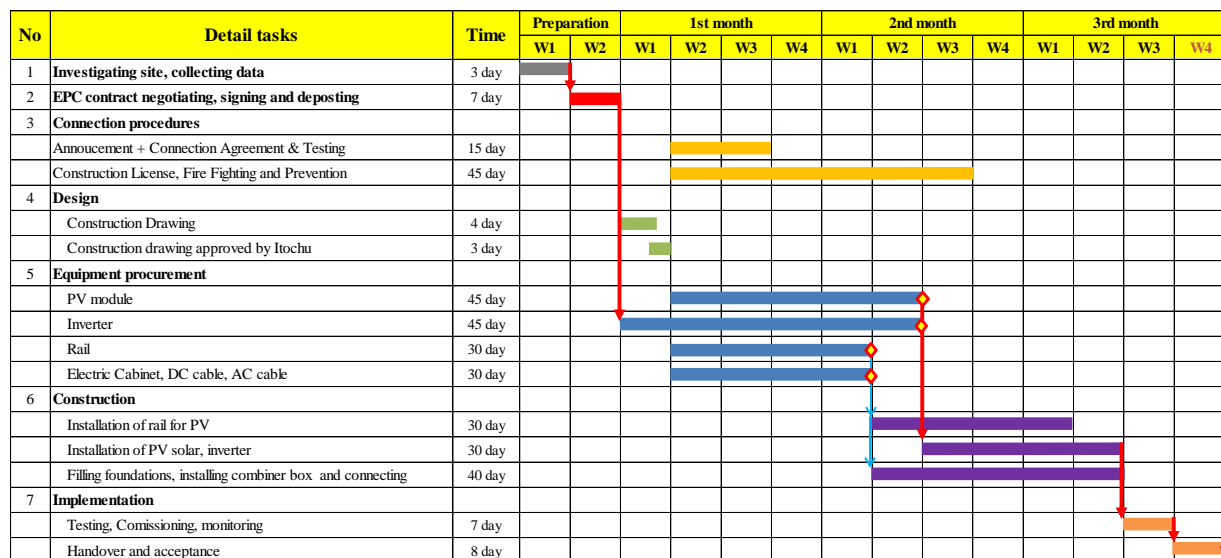 No Detail tasks Time Preparation 1st month 2nd month 3rd month
W1 W2 W1 W2 W3 W4 W1 W2 W3 W4 W1 W2 W3 W4
1 Investigating site, collecting data 3 day
2 EPC contract negotiating, signing and deposting 7 day
3 Connection procedures
Annoucement + Connection Agreement & Testing 15 day
Construction License, Fire Fighting and Prevention 45 day
4 Design
Construction Drawing 4 day
Construction drawing approved by Itochu 3 day
5 Equipment procurement
PV module 45 day
Inverter 45 day
Rail 30 day
Electric Cabinet, DC cable, AC cable 30 day
6 Construction
Installation of rail for PV 30 day
Installation of PV solar, inverter 30 day
Filling foundations, installing combiner box and connecting 40 day
7 Implementation
Testing, Comissioning, monitoring 7 day
Handover and acceptance 8 day